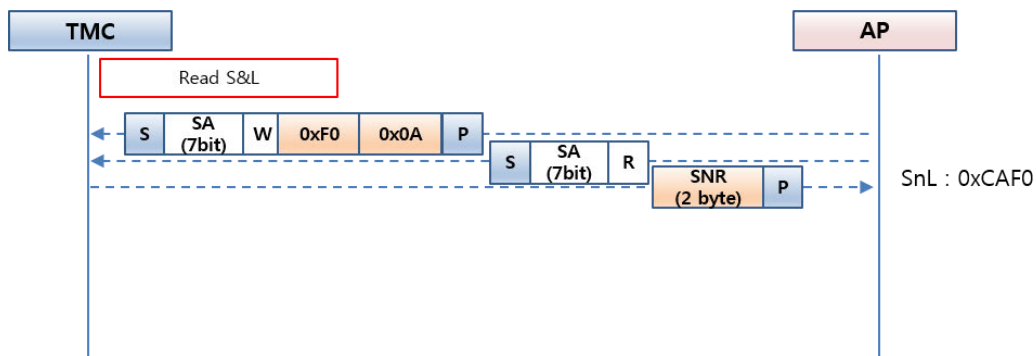 TMC
AP
Read S&L
S SA (7bit) W 0xF0 0x0A P
S SA (7bit) R
SNR (2 byte) P
SnL : 0xCAF0